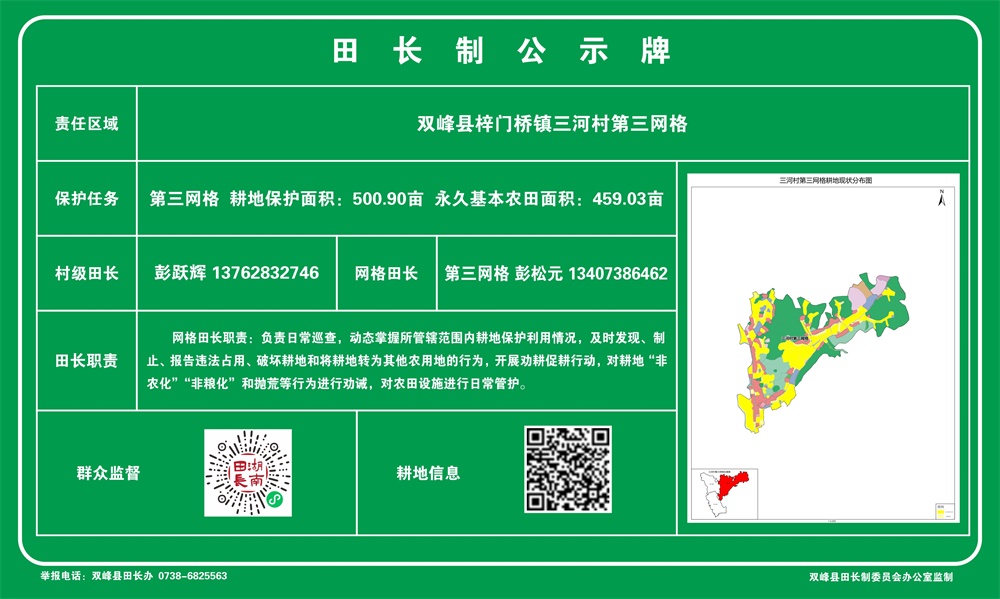 田长制公示牌
责任区域
双峰县梓门桥镇三河村第三网格
保护任务
第三网格 耕地保护面积：500.90亩 永久基本农田面积：459.03亩
村级田长
彭跃辉 13762832746
网格田长
第三网格 彭松元 13407386462
田长职责
网格田长职责：负责日常巡查，动态掌握所管辖范围内耕地保护利用情况，及时发现、制
止、报告违法占用、破坏耕地和将耕地转为其他农用地的行为，开展劝耕促耕行动，对耕地“非
农化”“非粮化”和抛荒等行为进行劝诫，对农田设施进行日常管护。
群众监督
湖南
田長
耕地信息
三河村第三网格耕地现状分布图
N
举报电话：双峰县田长办 0738-6825563
双峰县田长制委员会办公室监制